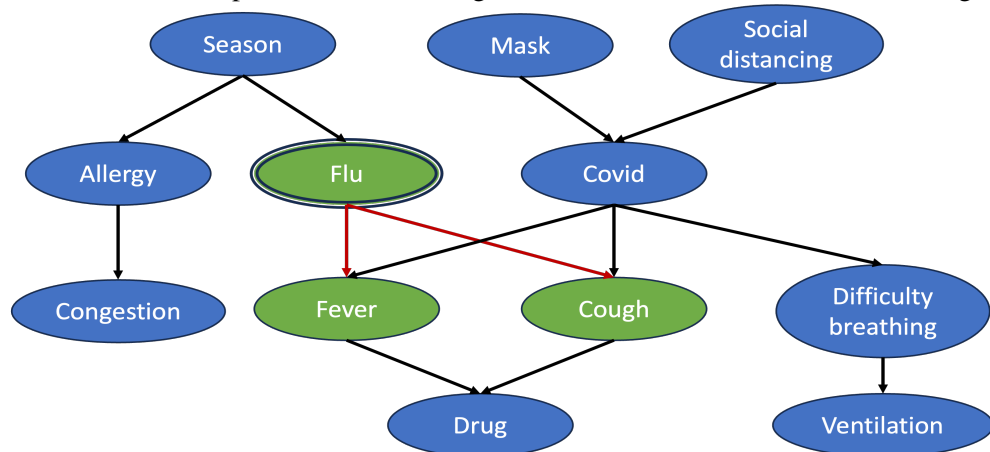 Season
Mask
Social
distancing
Allergy
Flu
Covid
Congestion
Fever
Cough
Difficulty
breathing
Drug
Ventilation